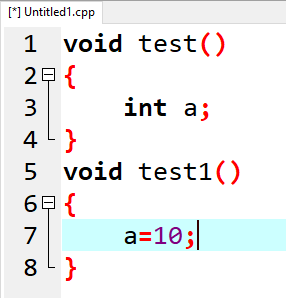 [*] Untitled1.cpp
1 void test()
2 {
3 int a;
4 }
5 void test1()
6 {
7 a=10;
8 }